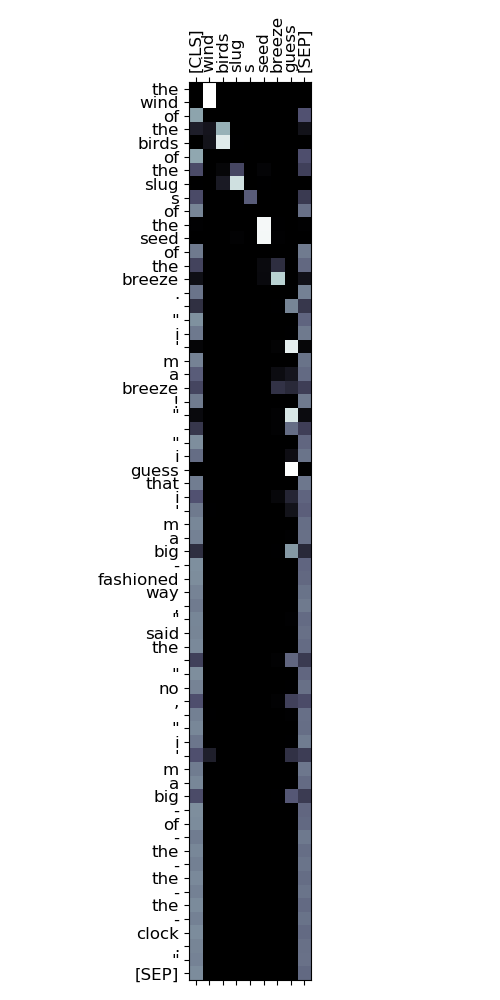 [CLS] wind birds slug s seed breeze guess [SEP]
the
wind
of
the
birds
of
the
slug
s
of
the
seed
of
the
breeze
.
"
i
'
m
a
breeze
!
"
"
i
guess
that
i
'
m
a
big
-
fashioned
way
,
"
said
the
"
no
,
"
i
'
m
a
big
-
of
-
the
-
the
-
the
-
clock
.
"
[SEP]